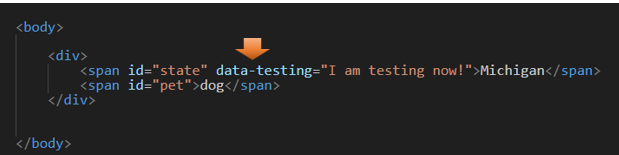 <body>
<div>
<span id="state" data-testing="I am testing now!">Michigan</span>
<span id="pet">dog</span>
</div>
</body>